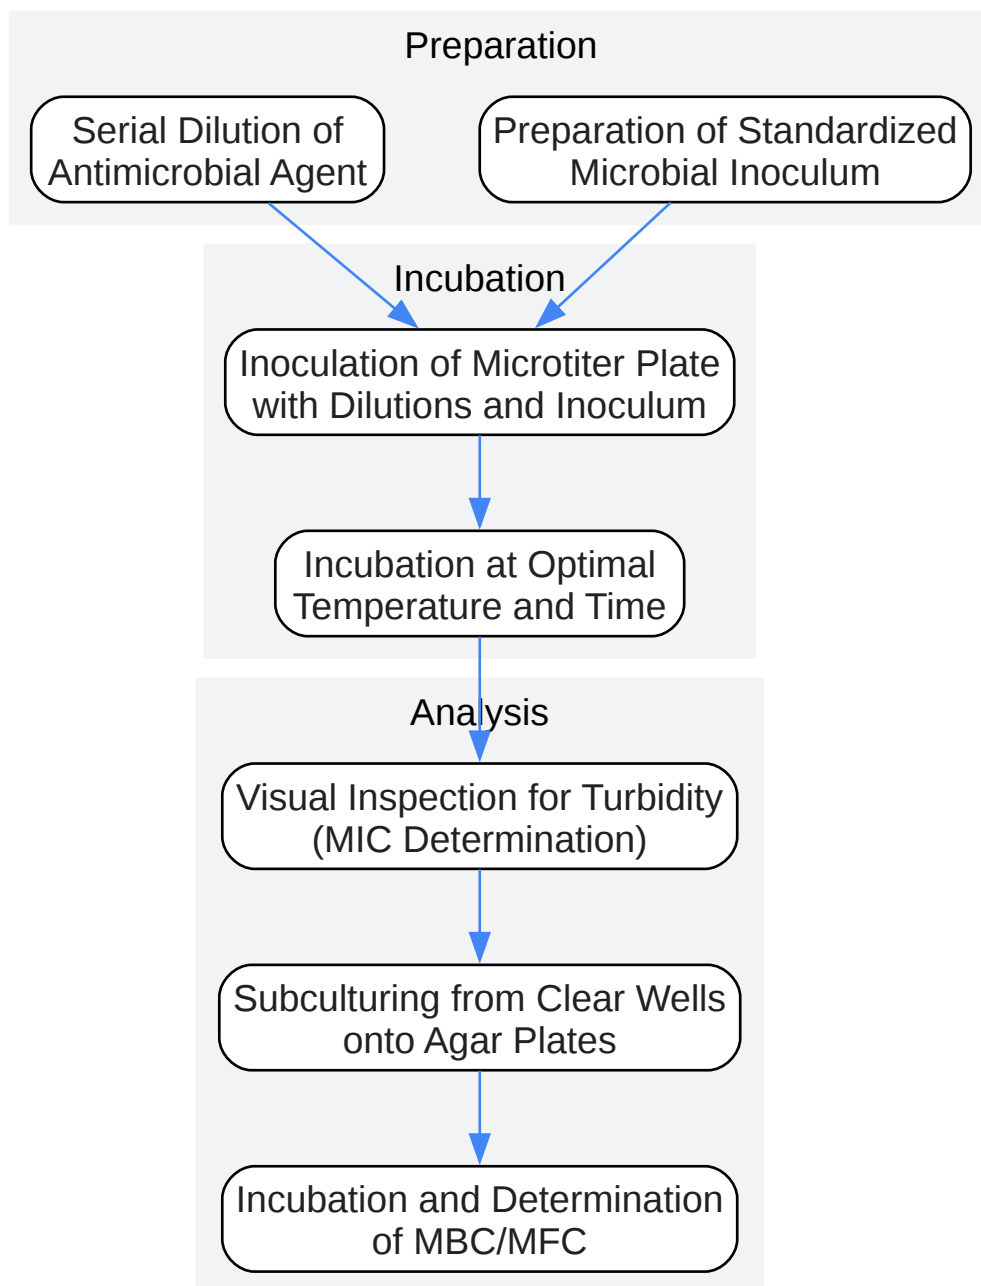 Preparation
Serial Dilution of
Antimicrobial Agent
Preparation of Standardized
Microbial Inoculum
Incubation
Inoculation of Microtiter Plate
with Dilutions and Inoculum
Incubation at Optimal
Temperature and Time
Analysis
Visual Inspection for Turbidity
(MIC Determination)
Subculturing from Clear Wells
onto Agar Plates
Incubation and Determination
of MBC/MFC